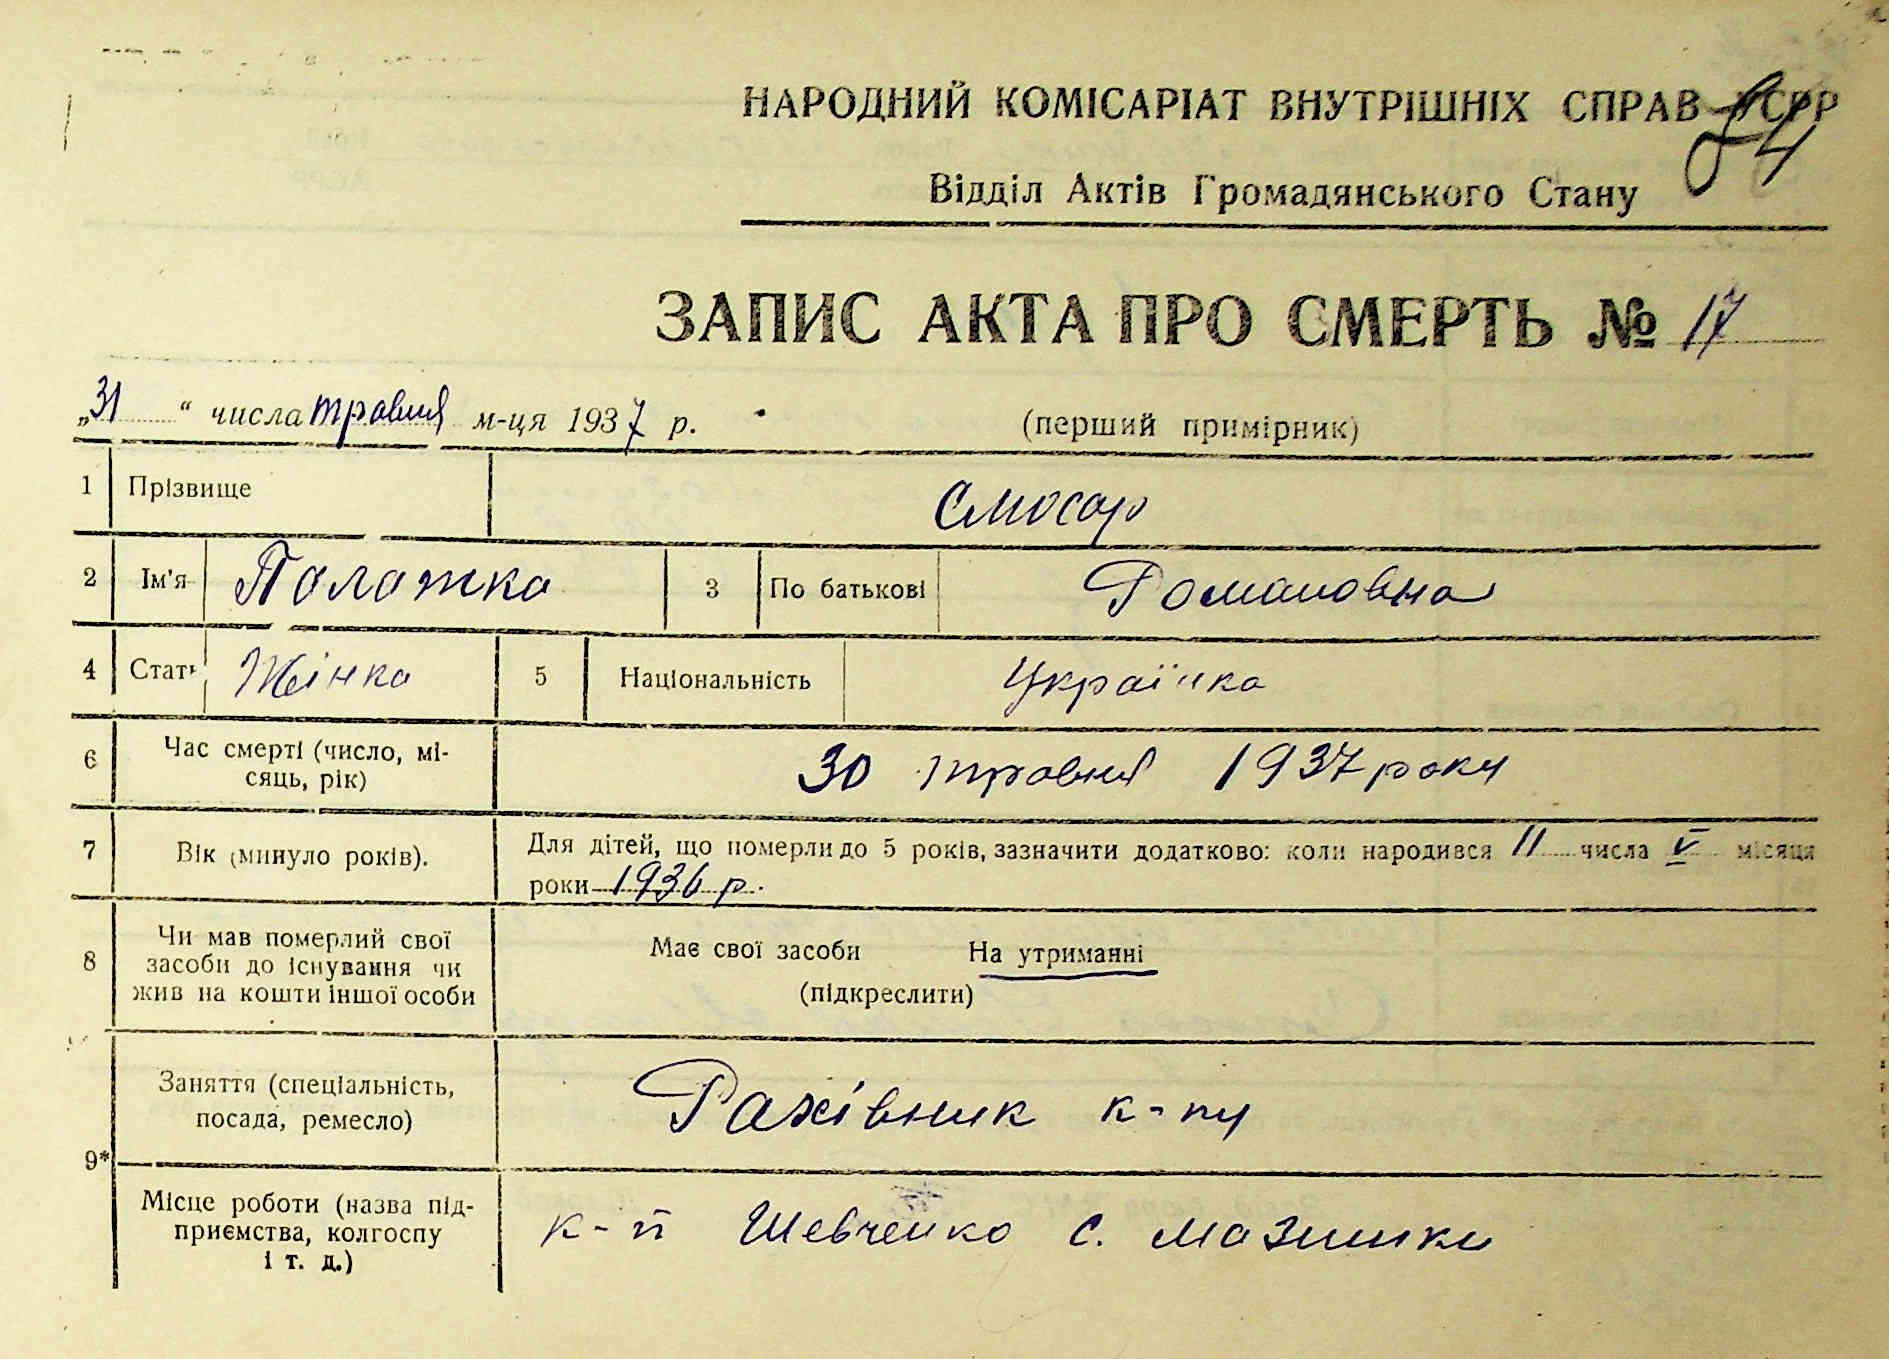 НАРОДНИЙ КОМІСАРІАТ ВНУТРІШНІХ СПРАВ УСРР
84
Відділ Актів Громадянського Стану
ЗАПИС АКТА ПРО СМЕРТЬ № 17
„31“ числа травня м-ця 1937 р. (перший примірник)
1 Прізвище Слюсар
2 Ім'я Палажка 3 По батькові Романовна
4 Стать Жінка 5 Національність Українка
6 Час смерті (число, мі-
сяць, рік) 30 травня 1937 року
7 Вік (минуло років). Для дітей, що померли до 5 років, зазначити додатково: коли народився 11 числа V місяця
роки 1936 р.
8 Чи мав померлий свої
засоби до існування чи
жив на кошти іншої особи
Має свої засоби На утриманні
(підкреслити)
9* Заняття (спеціальність,
посада, ремесло) Рахівник к-пу
Місце роботи (назва під-
приємства, колгоспу
і т. д.) к-п Шевченко с. Мазинки